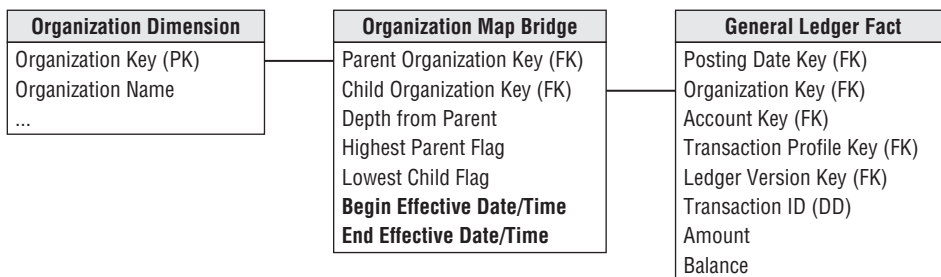 Organization Dimension
Organization Key (PK)
Organization Name
...
Organization Map Bridge
Parent Organization Key (FK)
Child Organization Key (FK)
Depth from Parent
Highest Parent Flag
Lowest Child Flag
Begin Effective Date/Time
End Effective Date/Time
General Ledger Fact
Posting Date Key (FK)
Organization Key (FK)
Account Key (FK)
Transaction Profile Key (FK)
Ledger Version Key (FK)
Transaction ID (DD)
Amount
Balance